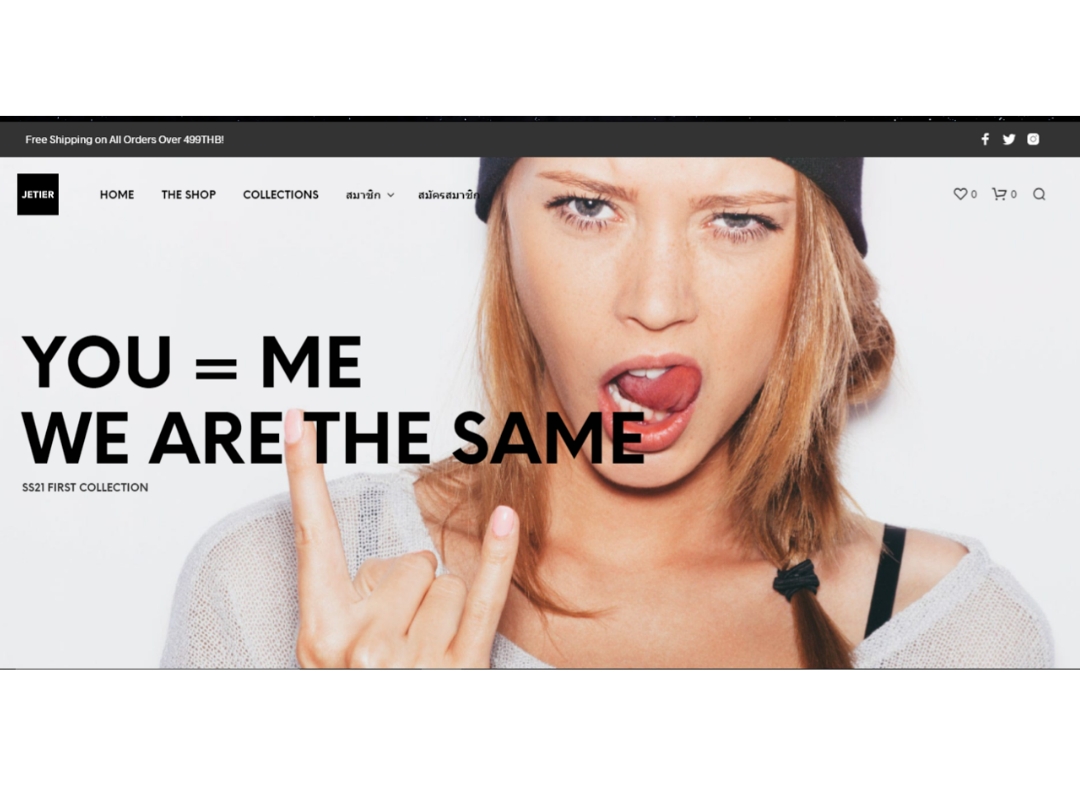 Free Shipping on All Orders Over 499THB!
JETIER HOME THE SHOP COLLECTIONS สมาชิก สมัครสมาชิก 0 0
YOU = ME
WE ARE THE SAME
SS21 FIRST COLLECTION